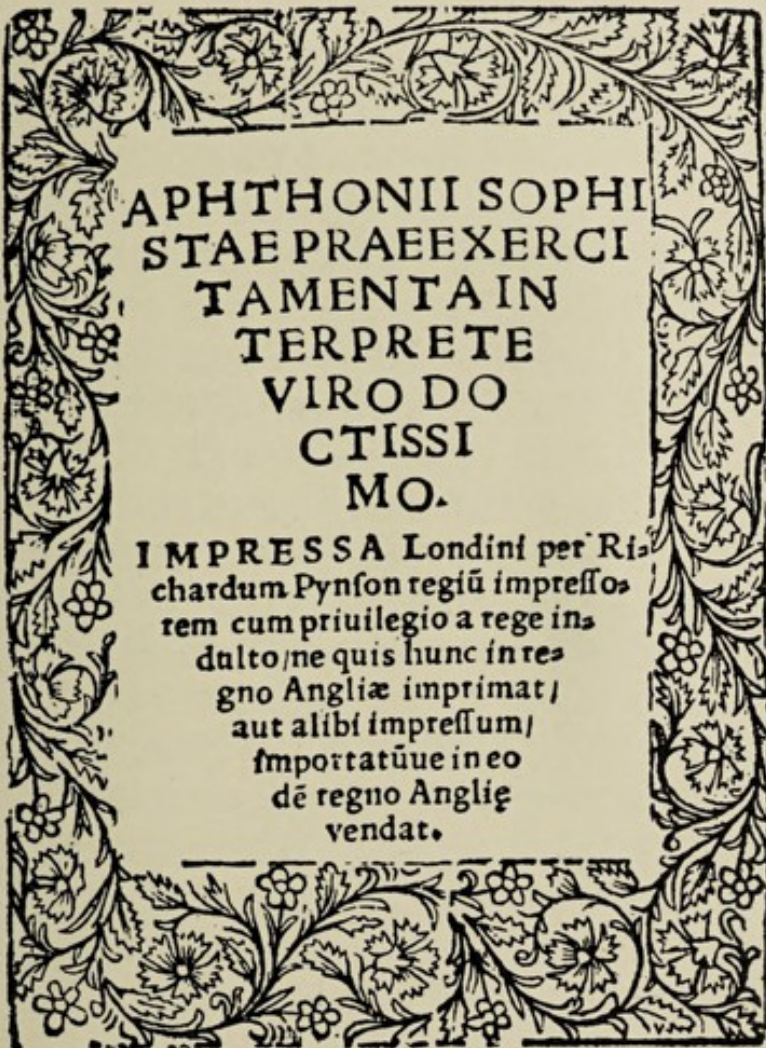 APHTHONII SOPHI
STAE PRAEEXERCI
TAMENTA IN
TERPRETE
VIRO DO
CTISSI
MO.
IMPRESSA Londini per Ri⸗
chardum Pynſon regiū impreſſo⸗
rem cum priuilegio a rege in⸗
dulto/ne quis hunc in re⸗
gno Angliæ imprimat/
aut alibi impreſſum/
importatūue in eo
dē regno Anglię
vendat.